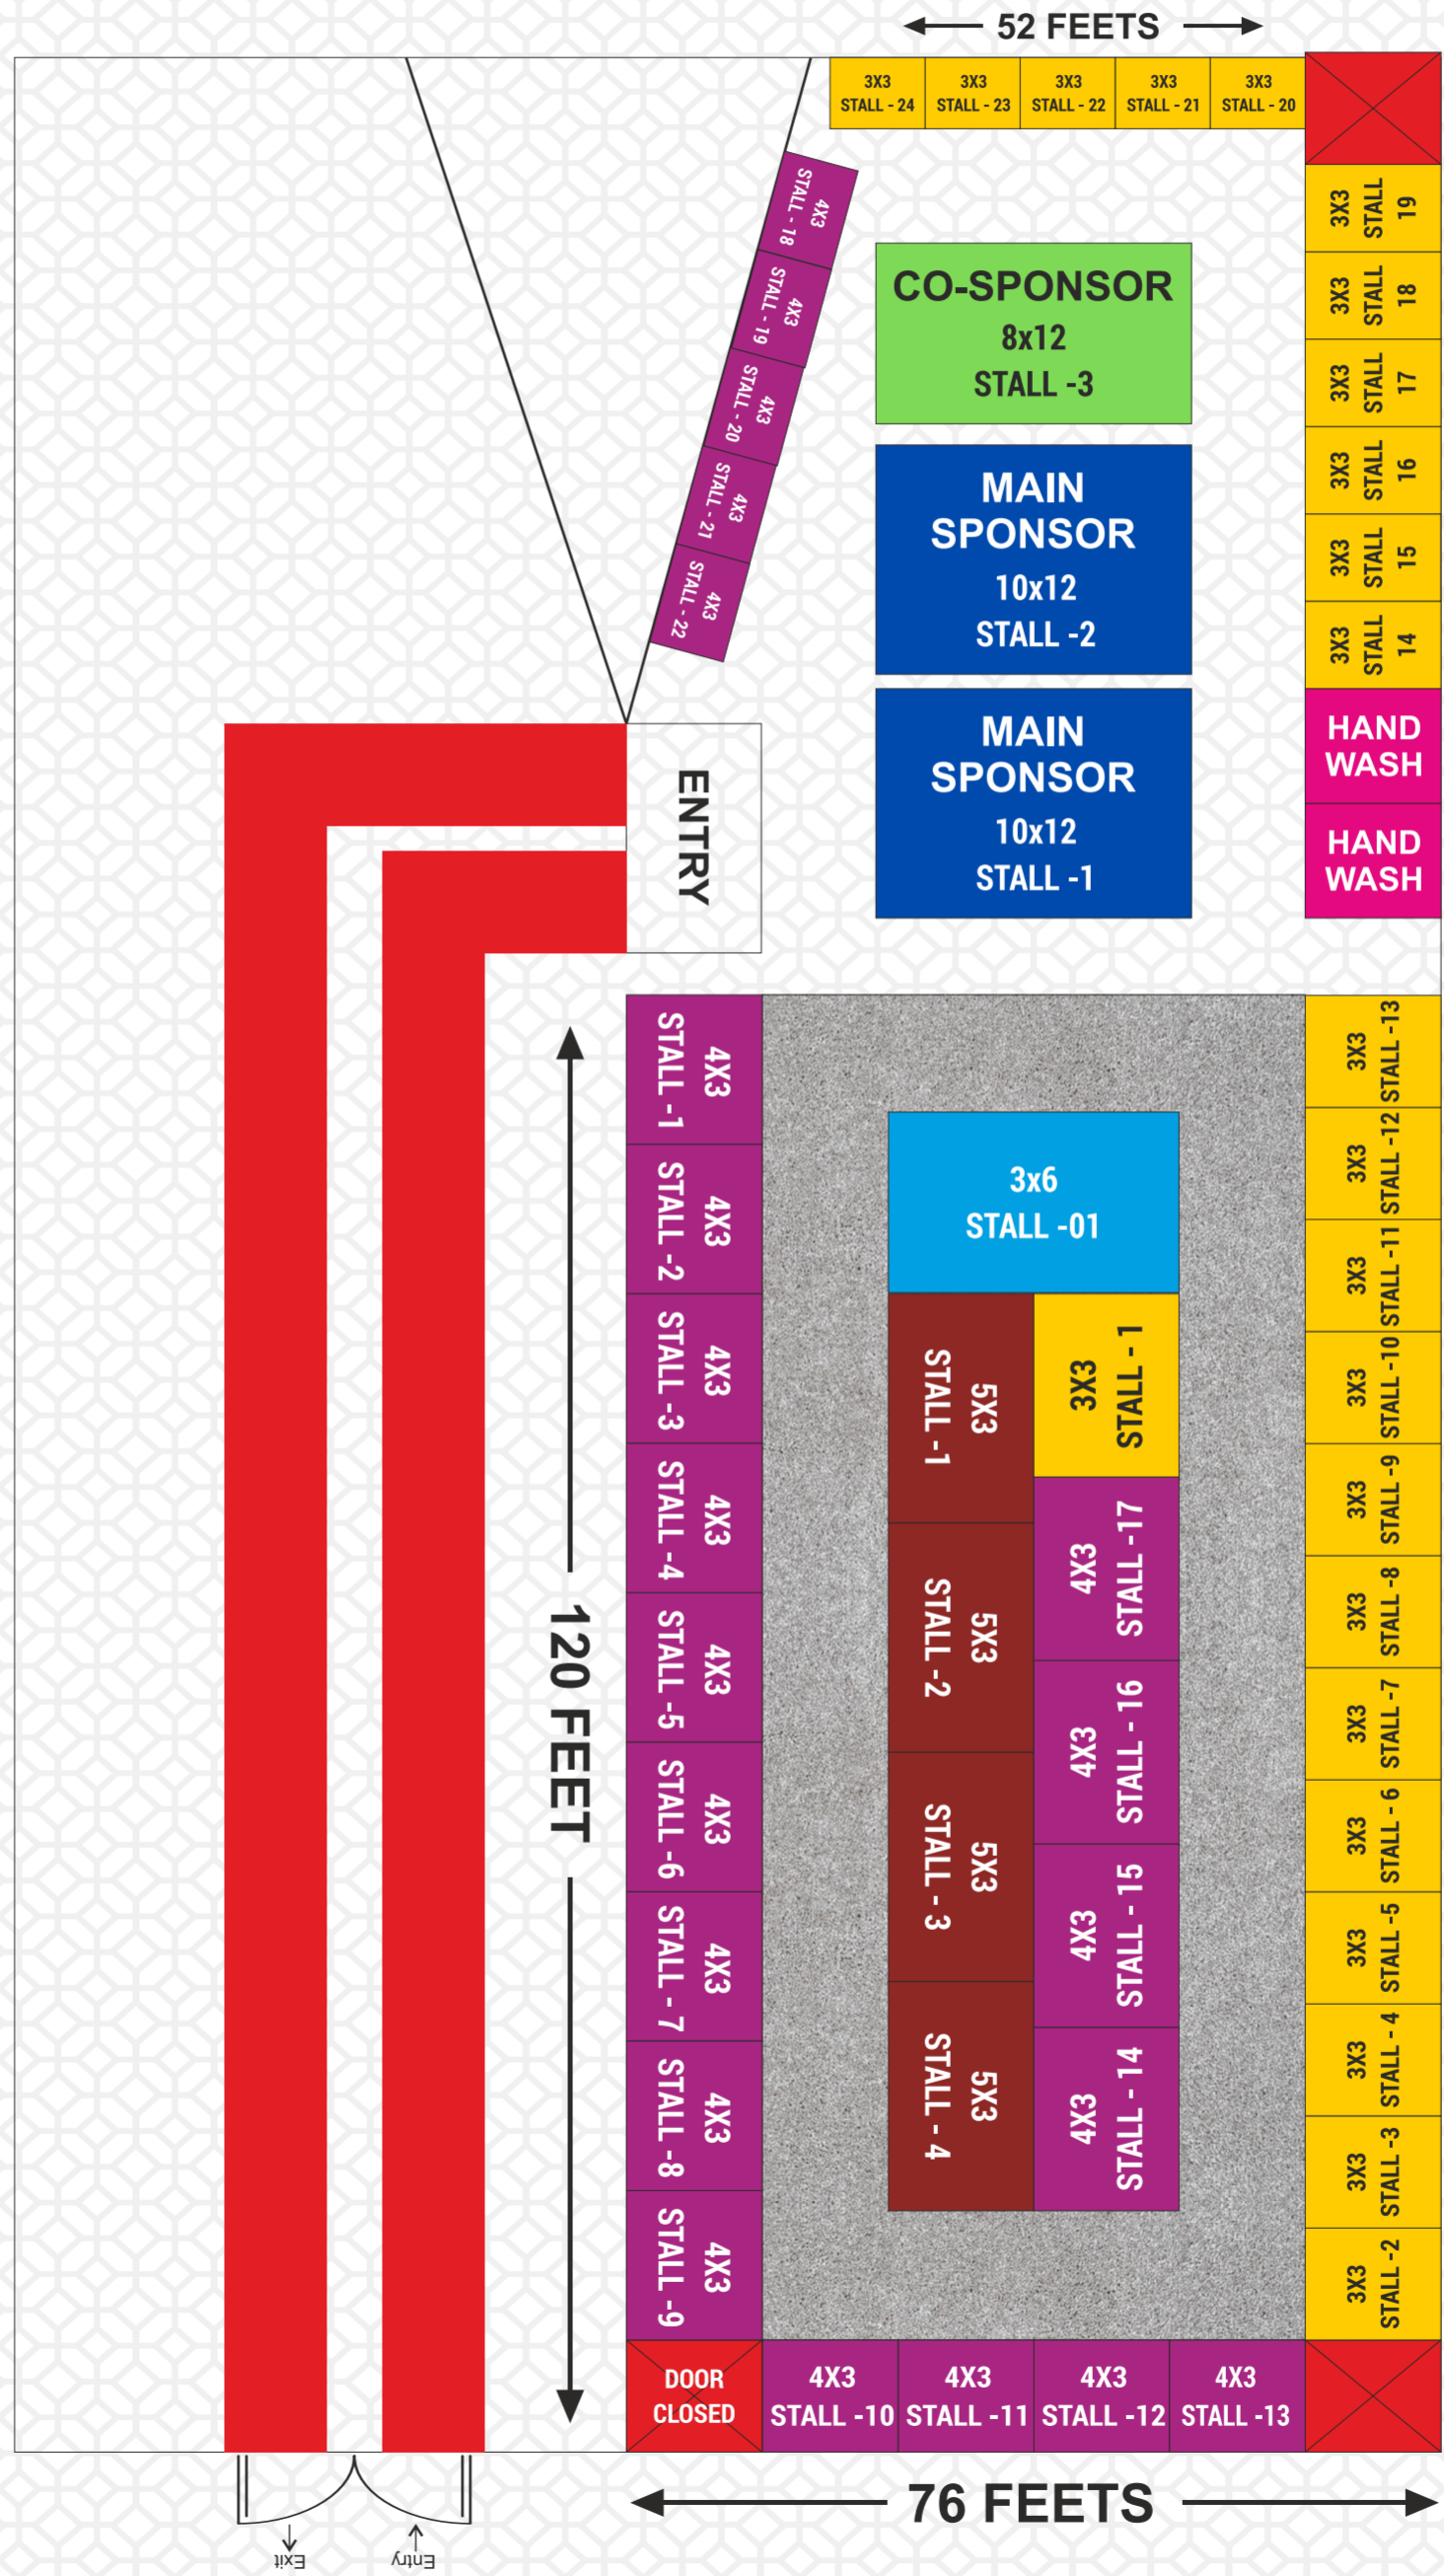 52 FEETS
3X3
STALL - 24
3X3
STALL - 23
3X3
STALL - 22
3X3
STALL - 21
3X3
STALL - 20
4X3
STALL - 18
4X3
STALL - 19
4X3
STALL - 20
4X3
STALL - 21
4X3
STALL - 22
CO-SPONSOR
8x12
STALL -3
MAIN
SPONSOR
10x12
STALL -2
MAIN
SPONSOR
10x12
STALL -1
3X3
STALL
19
3X3
STALL
18
3X3
STALL
17
3X3
STALL
16
3X3
STALL
15
3X3
STALL
14
HAND
WASH
HAND
WASH
ENTRY
120 FEET
4X3
STALL -1
4X3
STALL -2
4X3
STALL -3
4X3
STALL -4
4X3
STALL -5
4X3
STALL -6
4X3
STALL - 7
4X3
STALL -8
4X3
STALL -9
3x6
STALL -01
5X3
STALL -1
5X3
STALL -2
5X3
STALL - 3
5X3
STALL - 4
3X3
STALL - 1
4X3
STALL -17
4X3
STALL - 16
4X3
STALL - 15
4X3
STALL - 14
3X3
STALL -13
3X3
STALL -12
3X3
STALL -11
3X3
STALL -10
3X3
STALL -9
3X3
STALL -8
3X3
STALL -7
3X3
STALL - 6
3X3
STALL -5
3X3
STALL - 4
3X3
STALL -3
3X3
STALL -2
DOOR
CLOSED
4X3
STALL -10
4X3
STALL -11
4X3
STALL -12
4X3
STALL -13
76 FEETS
Exit
Entry